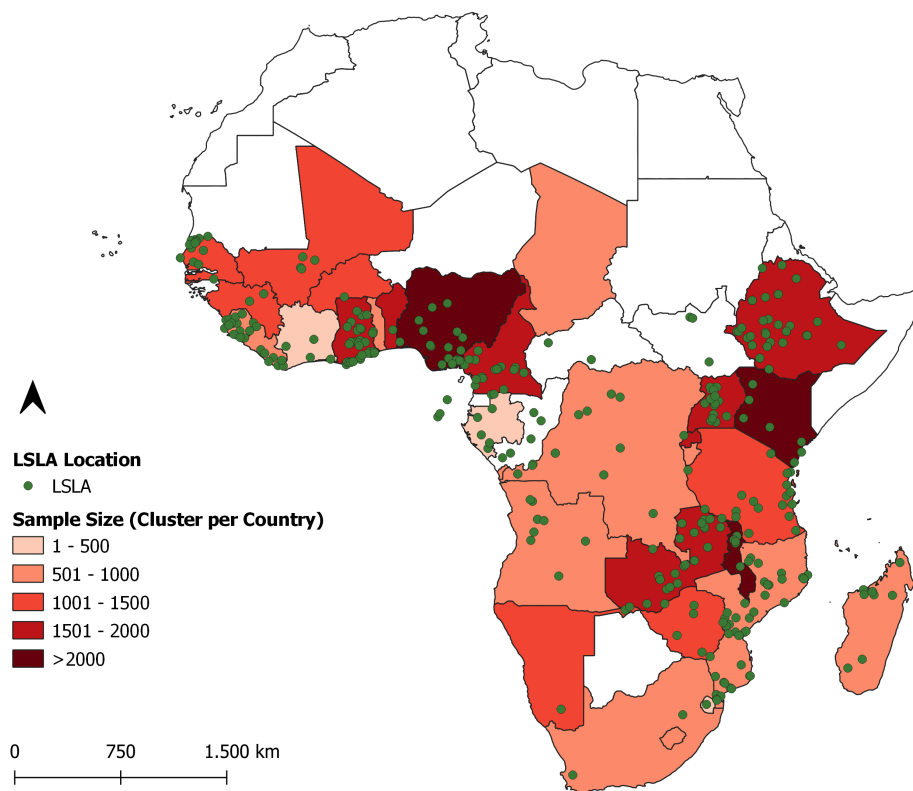 LSLA Location
LSLA
Sample Size (Cluster per Country)
1 - 500
501 - 1000
1001 - 1500
1501 - 2000
>2000
0 750 1.500 km